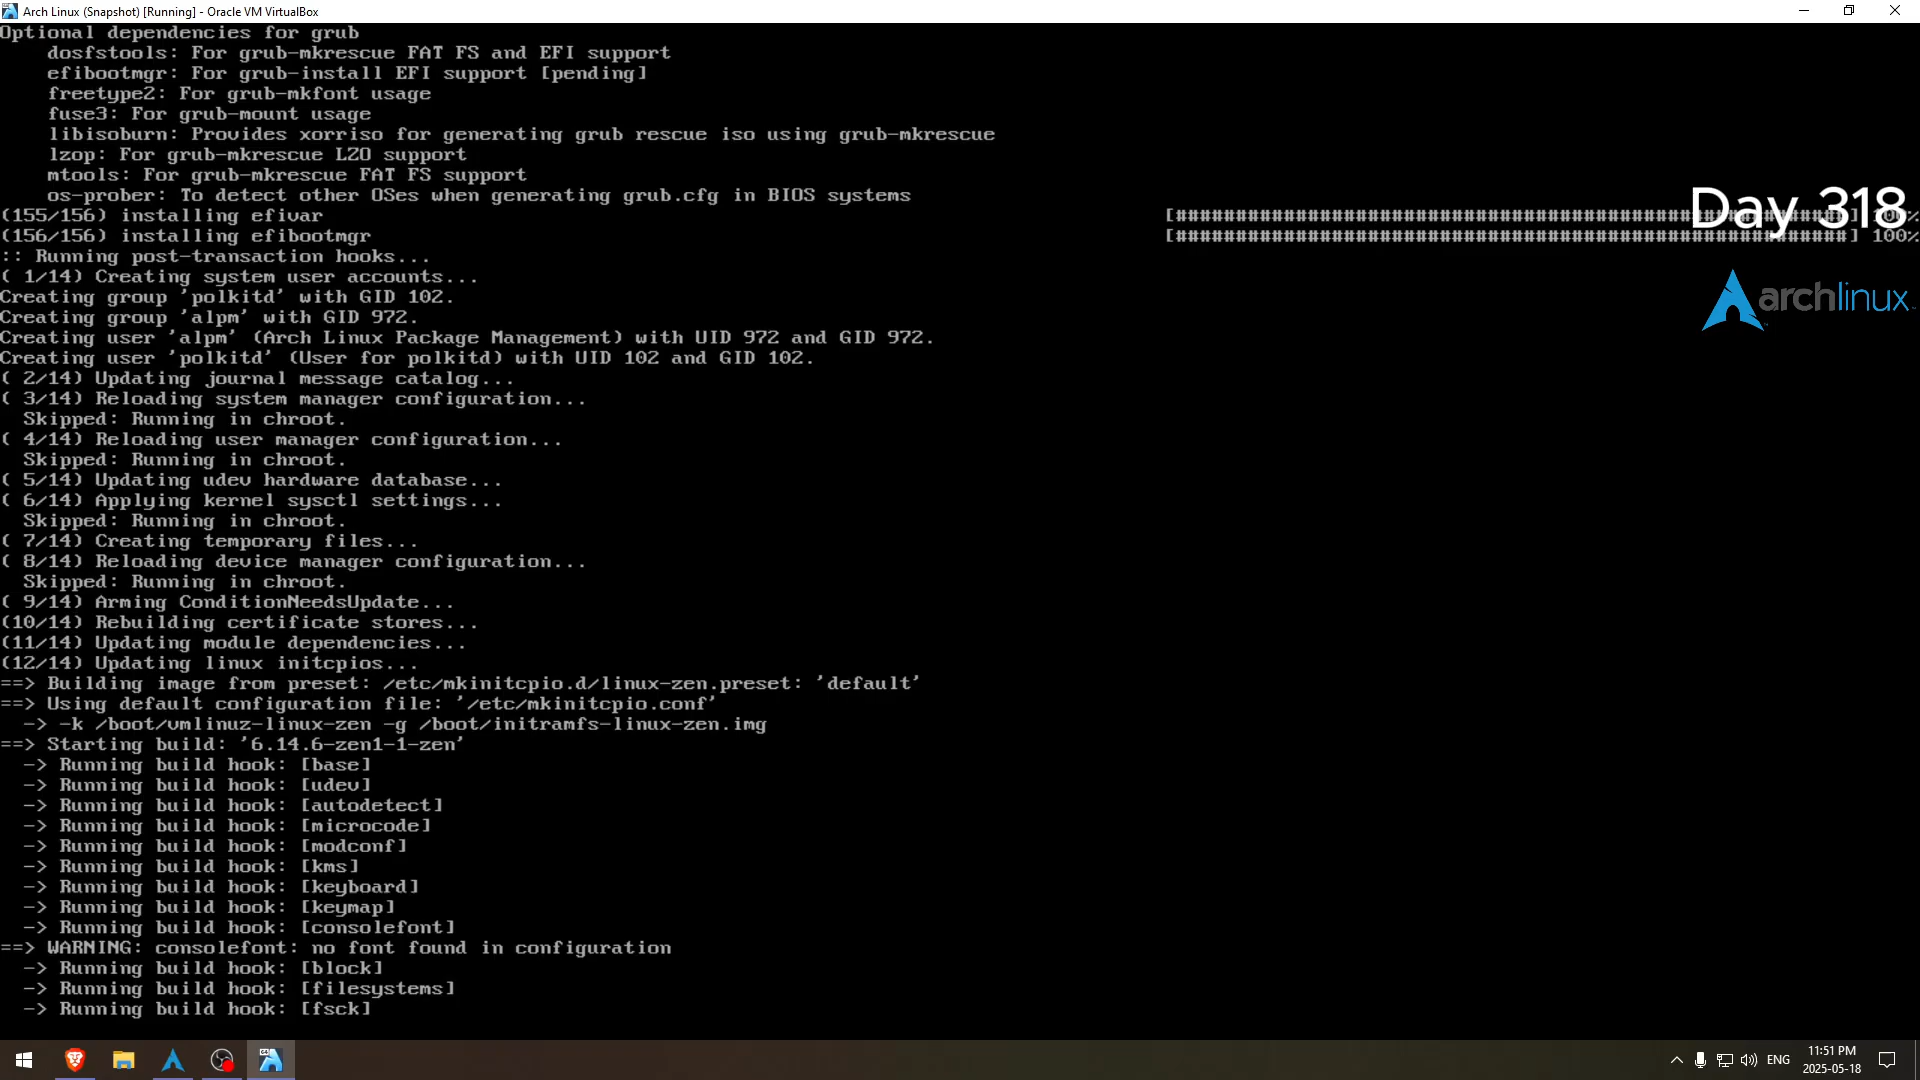 Arch Linux (Snapshot) [Running] - Oracle VM VirtualBox
Optional dependencies for grub
    dosfstools: For grub-mkrescue FAT FS and EFI support
    efibootmgr: For grub-install EFI support [pending]
    freetype2: For grub-mkfont usage
    fuse3: For grub-mount usage
    libisoburn: Provides xorriso for generating grub rescue iso using grub-mkrescue
    lzop: For grub-mkrescue LZO support
    mtools: For grub-mkrescue FAT FS support
    os-prober: To detect other OSes when generating grub.cfg in BIOS systems
Day 318
(155/156) installing efivar [########################################################] 100%
(156/156) installing efibootmgr [########################################################] 100%
:: Running post-transaction hooks...
( 1/14) Creating system user accounts...
Creating group 'polkitd' with GID 102.
archlinux
Creating group 'alpm' with GID 972.
Creating user 'alpm' (Arch Linux Package Management) with UID 972 and GID 972.
Creating user 'polkitd' (User for polkitd) with UID 102 and GID 102.
( 2/14) Updating journal message catalog...
( 3/14) Reloading system manager configuration...
  Skipped: Running in chroot.
( 4/14) Reloading user manager configuration...
  Skipped: Running in chroot.
( 5/14) Updating udev hardware database...
( 6/14) Applying kernel sysctl settings...
  Skipped: Running in chroot.
( 7/14) Creating temporary files...
( 8/14) Reloading device manager configuration...
  Skipped: Running in chroot.
( 9/14) Arming ConditionNeedsUpdate...
(10/14) Rebuilding certificate stores...
(11/14) Updating module dependencies...
(12/14) Updating linux initcpios...
==> Building image from preset: /etc/mkinitcpio.d/linux-zen.preset: 'default'
==> Using default configuration file: '/etc/mkinitcpio.conf'
  -> -k /boot/vmlinuz-linux-zen -g /boot/initramfs-linux-zen.img
==> Starting build: '6.14.6-zen1-1-zen'
  -> Running build hook: [base]
  -> Running build hook: [udev]
  -> Running build hook: [autodetect]
  -> Running build hook: [microcode]
  -> Running build hook: [modconf]
  -> Running build hook: [kms]
  -> Running build hook: [keyboard]
  -> Running build hook: [keymap]
  -> Running build hook: [consolefont]
==> WARNING: consolefont: no font found in configuration
  -> Running build hook: [block]
  -> Running build hook: [filesystems]
  -> Running build hook: [fsck]
ENG
11:51 PM
2025-05-18